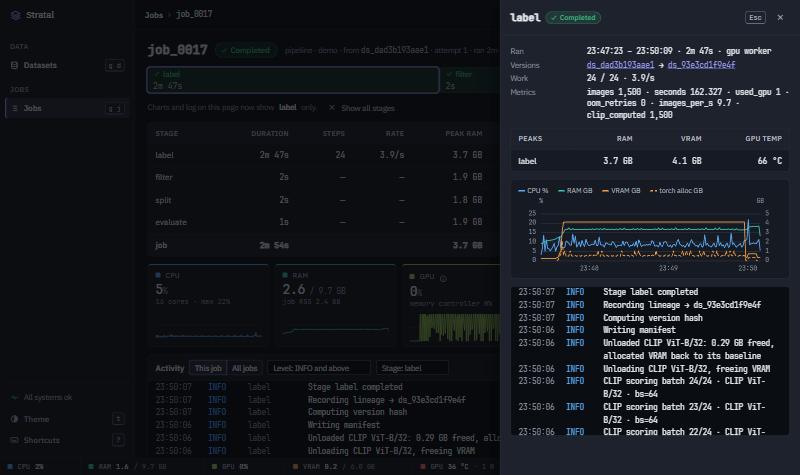 Stratal
DATA
Datasets
g d
JOBS
Jobs
g j
All systems ok
Theme
t
Shortcuts
?
Jobs › job_0017
job_0017 ✓ Completed pipeline · demo · from ds_dad3b193aae1 · attempt 1 · ran 2m
✓ label
2m 47s
✓ filter
2s
Charts and log on this page now show label only. ✕ Show all stages
STAGE DURATION STEPS RATE PEAK RAM
label 2m 47s 24 3.9/s 3.7 GB
filter 2s — — 1.9 GB
split 2s — — 1.8 GB
evaluate 1s — — 1.9 GB
job 2m 54s 3.7 GB
CPU
5%
16 cores · max 22%
RAM
2.6 / 9.7 GB
job RSS 2.4 GB
GPU
0%
memory controller 0%
Activity This job All jobs Level: INFO and above Stage: label
23:50:07 INFO label Stage label completed
23:50:07 INFO label Recording lineage → ds_93e3cd1f9e4f
23:50:07 INFO label Computing version hash
23:50:06 INFO label Writing manifest
23:50:06 INFO label Unloaded CLIP ViT-B/32: 0.29 GB freed, allo
23:50:06 INFO label Unloading CLIP ViT-B/32, freeing VRAM
CPU 2% RAM 1.6 / 9.7 GB GPU 0% VRAM 0.2 / 6.0 GB GPU 36 °C
label ✓ Completed Esc ✕
Ran 23:47:23 – 23:50:09 · 2m 47s · gpu worker
Versions ds_dad3b193aae1 → ds_93e3cd1f9e4f
Work 24 / 24 · 3.9/s
Metrics images 1,500 · seconds 162.327 · used_gpu 1 ·
oom_retries 0 · images_per_s 9.7 ·
clip_computed 1,500
PEAKS RAM VRAM GPU TEMP
label 3.7 GB 4.1 GB 66 °C
CPU % RAM GB VRAM GB torch alloc GB
% GB
25 5
20 4
15 3
10 2
5 1
0 0
23:48 23:49 23:50
23:50:07 INFO Stage label completed
23:50:07 INFO Recording lineage → ds_93e3cd1f9e4f
23:50:07 INFO Computing version hash
23:50:06 INFO Writing manifest
23:50:06 INFO Unloaded CLIP ViT-B/32: 0.29 GB freed,
allocated VRAM back to its baseline
23:50:06 INFO Unloading CLIP ViT-B/32, freeing VRAM
23:50:06 INFO CLIP scoring batch 24/24 · CLIP ViT-
B/32 · bs=64
23:50:06 INFO CLIP scoring batch 23/24 · CLIP ViT-
B/32 · bs=64
23:50:06 INFO CLIP scoring batch 22/24 · CLIP ViT-